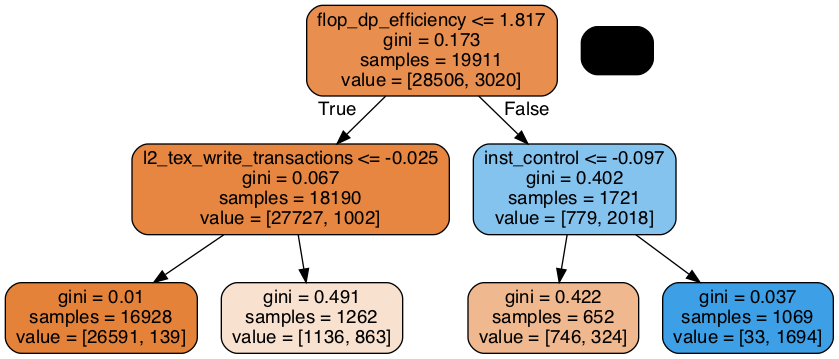 flop_dp_efficiency <= 1.817
gini = 0.173
samples = 19911
value = [28506, 3020]
True
False
l2_tex_write_transactions <= -0.025
gini = 0.067
samples = 18190
value = [27727, 1002]
inst_control <= -0.097
gini = 0.402
samples = 1721
value = [779, 2018]
gini = 0.01
samples = 16928
value = [26591, 139]
gini = 0.491
samples = 1262
value = [1136, 863]
gini = 0.422
samples = 652
value = [746, 324]
gini = 0.037
samples = 1069
value = [33, 1694]